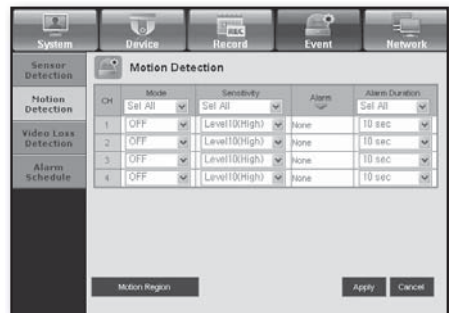 REC
System Device Record Event Network
Sensor
Detection
Motion
Detection
Video Loss
Detection
Alarm
Schedule
Motion Detection
CH Mode Sensitivity Alarm Alarm Duration
Sel All Sel All Sel All
1 OFF Level10(High) None 10 sec
2 OFF Level10(High) None 10 sec
3 OFF Level10(High) None 10 sec
4 OFF Level10(High) None 10 sec
Motion Region Apply Cancel